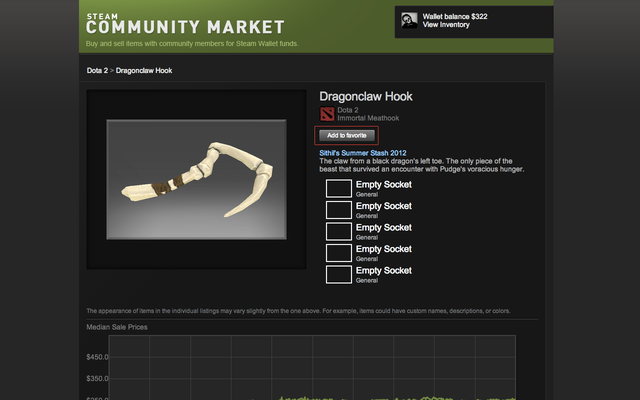 STEAM
COMMUNITY MARKET
Buy and sell items with community members for Steam Wallet funds.
Wallet balance $322
View Inventory
Dota 2 > Dragonclaw Hook
Dragonclaw Hook
Dota 2
Immortal Meathook
Add to favorite
Sithil's Summer Stash 2012
The claw from a black dragon's left toe. The only piece of the
beast that survived an encounter with Pudge's voracious hunger.
Empty Socket
General
Empty Socket
General
Empty Socket
General
Empty Socket
General
Empty Socket
General
The appearance of items in the individual listings may vary slightly from the one above. For example, items could have custom names, descriptions, or colors.
Median Sale Prices
$450.0
$350.0